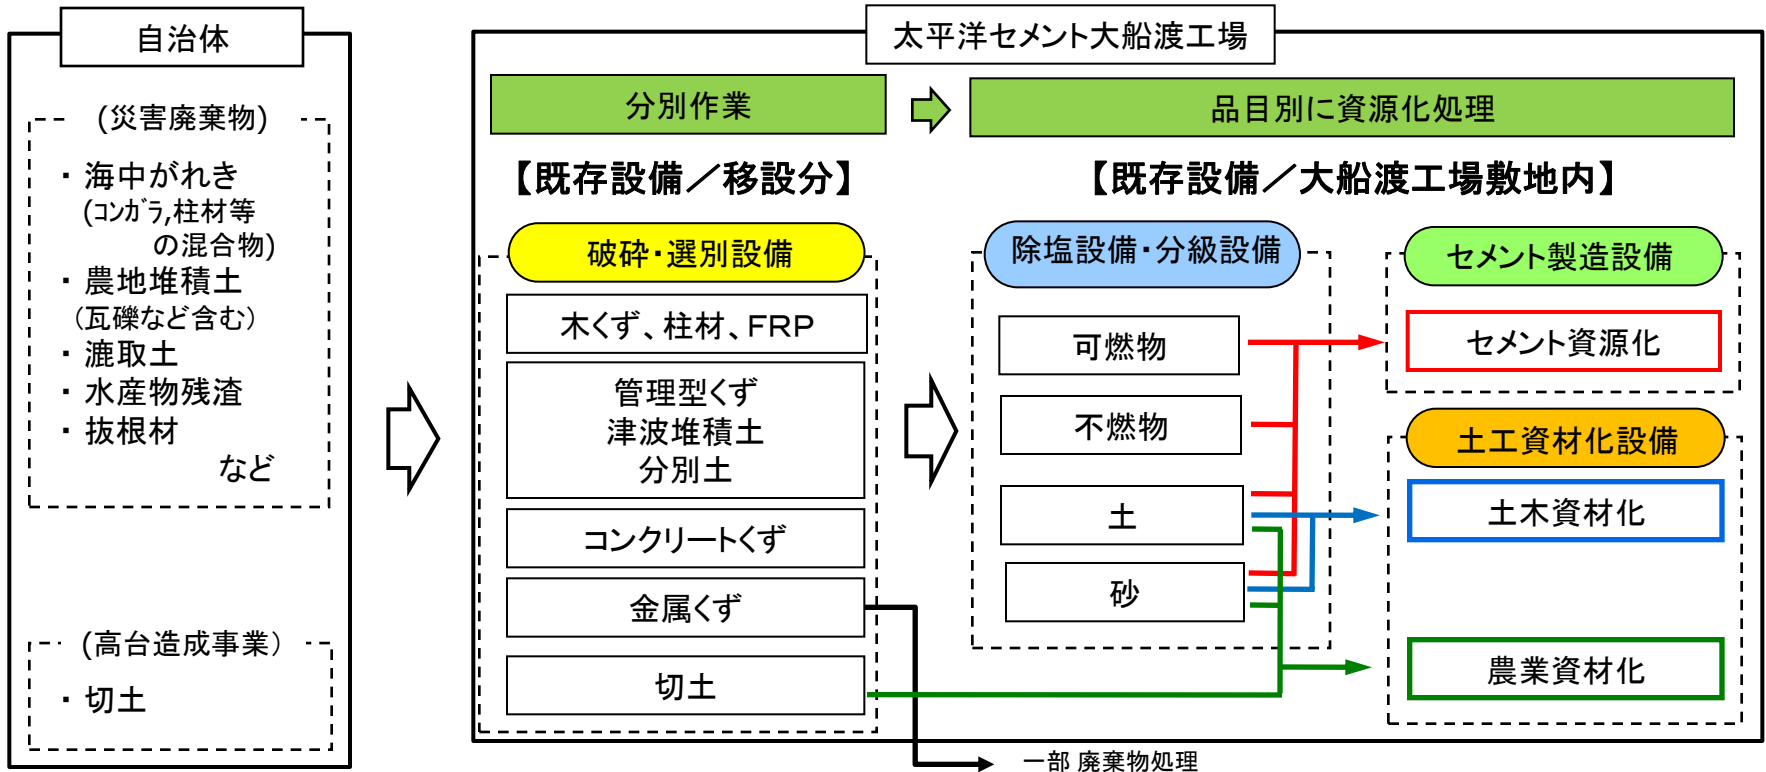 自治体
(災害廃棄物)
・海中がれき
(ｺﾝｶﾞﾗ,柱材等
の混合物)
・農地堆積土
(瓦礫など含む)
・漉取土
・水産物残渣
・抜根材
など
(高台造成事業)
・切土
太平洋セメント大船渡工場
分別作業
品目別に資源化処理
【既存設備／移設分】
【既存設備／大船渡工場敷地内】
破砕・選別設備
木くず、柱材、FRP
管理型くず
津波堆積土
分別土
コンクリートくず
金属くず
切土
除塩設備・分級設備
可燃物
不燃物
土
砂
セメント製造設備
セメント資源化
土工資材化設備
土木資材化
農業資材化
一部 廃棄物処理